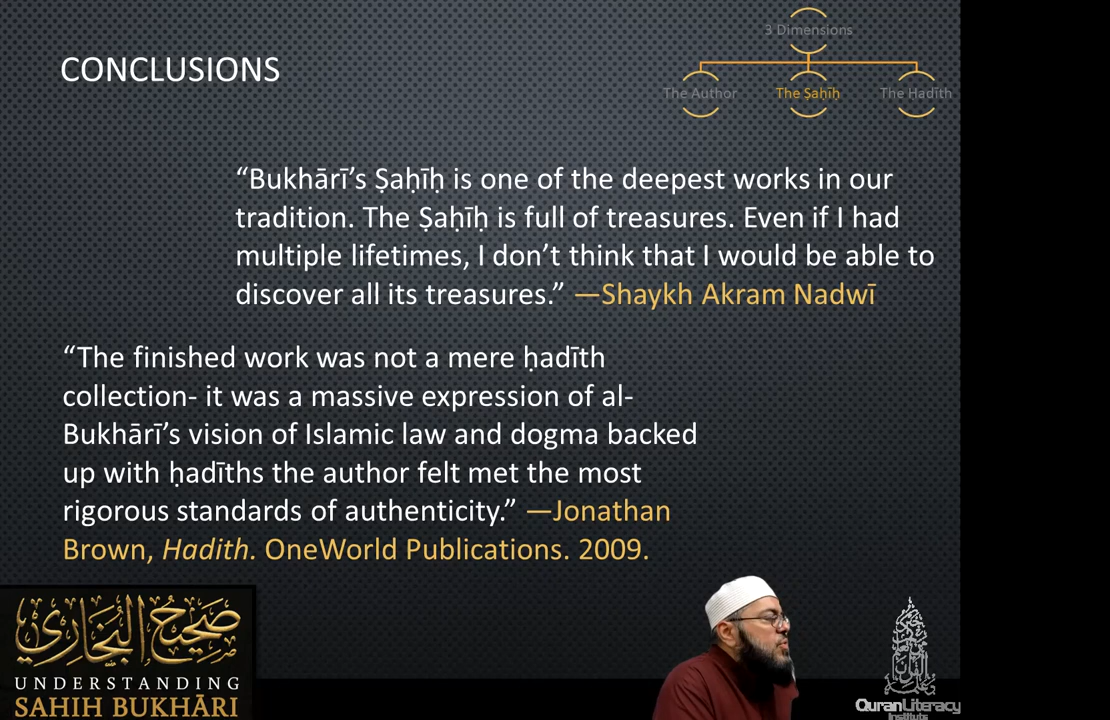 3 Dimensions
CONCLUSIONS
The Author
The Ṣaḥīḥ
The Ḥadīth
“Bukhārī’s Ṣaḥīḥ is one of the deepest works in our
tradition. The Ṣaḥīḥ is full of treasures. Even if I had
multiple lifetimes, I don’t think that I would be able to
discover all its treasures.” —Shaykh Akram Nadwī
“The finished work was not a mere ḥadīth
collection- it was a massive expression of al-
Bukhārī’s vision of Islamic law and dogma backed
up with ḥadīths the author felt met the most
rigorous standards of authenticity.” —Jonathan
Brown, Hadith. OneWorld Publications. 2009.
صَحِيحُ البُخَارِي
UNDERSTANDING
SAHIH BUKHĀRI
QuranLiteracy
Institute